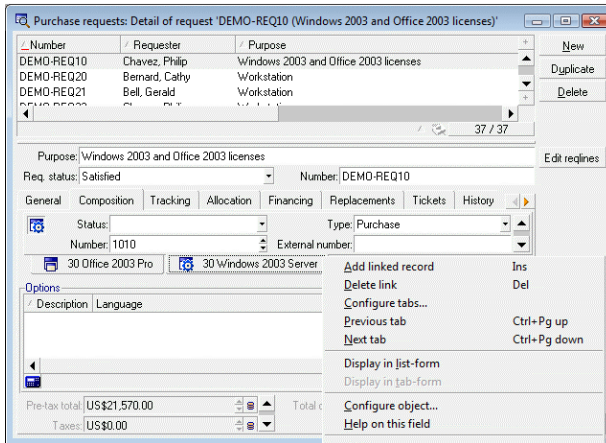 Purchase requests: Detail of request 'DEMO-REQ10 (Windows 2003 and Office 2003 licenses)'
Number Requester Purpose New
DEMO-REQ10 Chavez, Philip Windows 2003 and Office 2003 licenses
DEMO-REQ20 Bernard, Cathy Workstation Duplicate
DEMO-REQ21 Bell, Gerald Workstation Delete
37 / 37
Purpose: Windows 2003 and Office 2003 licenses Edit reqlines
Req. status: Satisfied Number: DEMO-REQ10
General Composition Tracking Allocation Financing Replacements Tickets History
Status: Type: Purchase
Number: 1010 External number:
30 Office 2003 Pro 30 Windows 2003 Server
Add linked record Ins
Delete link Del
Configure tabs...
Previous tab Ctrl+Pg up
Next tab Ctrl+Pg down
Display in list-form
Display in tab-form
Configure object...
Help on this field
Options
Description Language
Pre-tax total: US$21,570.00 Total
Taxes: US$0.00